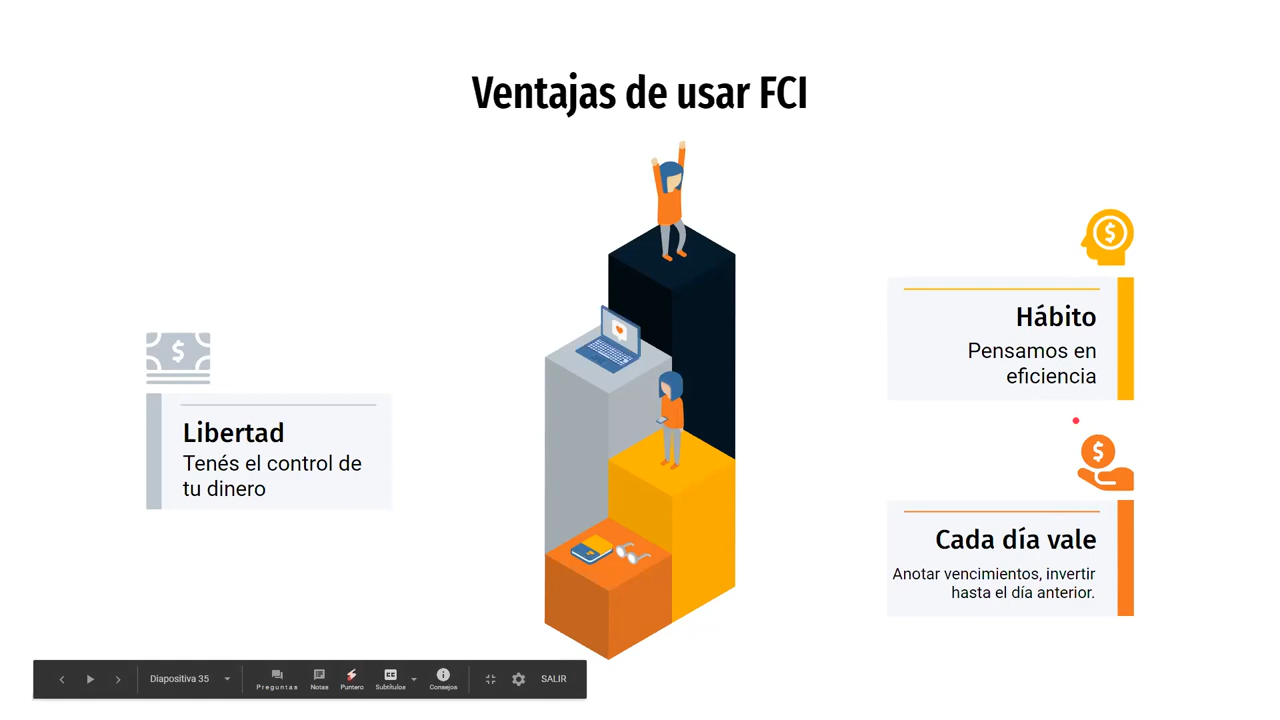 Ventajas de usar FCI
$
Libertad
Tenés el control de
tu dinero
$
Hábito
Pensamos en
eficiencia
$
Cada día vale
Anotar vencimientos, invertir
hasta el día anterior.
Diapositiva 35
Preguntas
Notas
Puntero
CC
Subtítulos
Consejos
SALIR